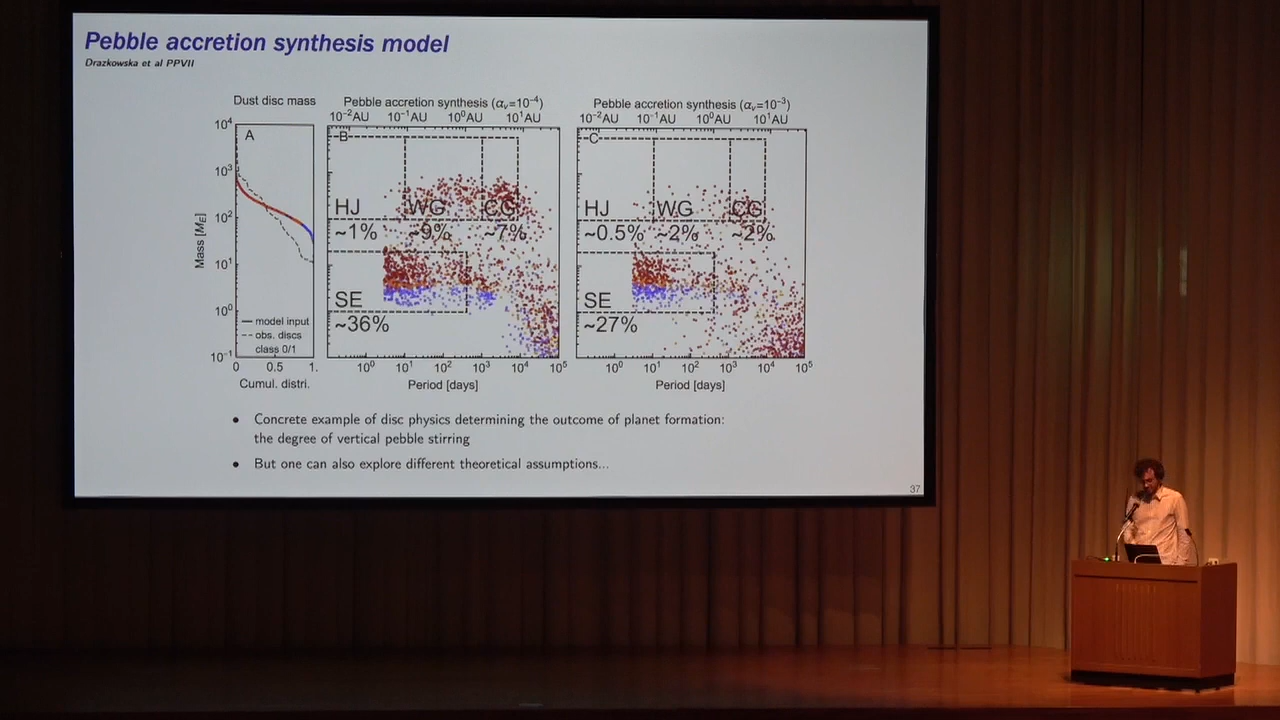 Pebble accretion synthesis model
Drazkowska et al PPVII
Dust disc mass
Pebble accretion synthesis (αᵥ=10⁻⁴)
Pebble accretion synthesis (αᵥ=10⁻³)
10⁻²AU 10⁻¹AU 10⁰AU 10¹AU
10⁻²AU 10⁻¹AU 10⁰AU 10¹AU
Mass [M_E]
10⁴
10³
10²
10¹
10⁰
10⁻¹
A
model input
obs. discs
class 0/1
0 0.5 1.
Cumul. distri.
B
HJ WG CG
~1% ~9% ~7%
SE
~36%
10⁰ 10¹ 10² 10³ 10⁴ 10⁵
Period [days]
C
HJ WG CG
~0.5% ~2% ~2%
SE
~27%
10⁰ 10¹ 10² 10³ 10⁴ 10⁵
Period [days]
• Concrete example of disc physics determining the outcome of planet formation:
the degree of vertical pebble stirring
• But one can also explore different theoretical assumptions...
37